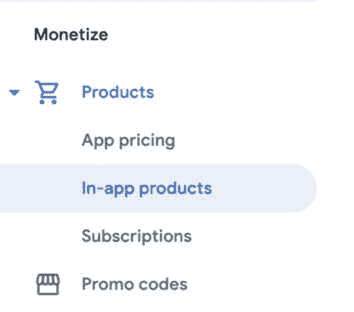 Monetize
Products
App pricing
In-app products
Subscriptions
Promo codes